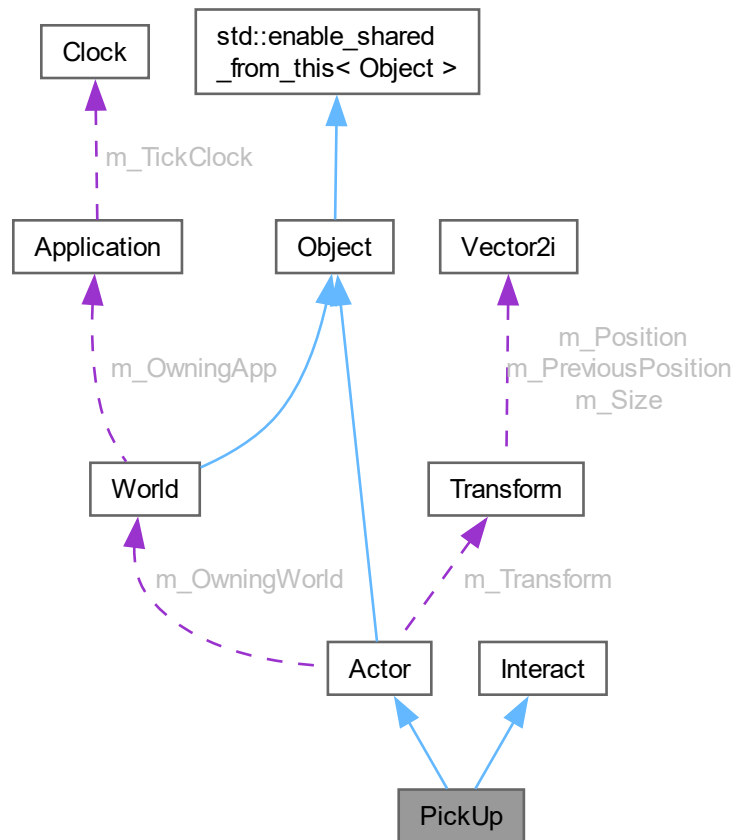 Clock
std::enable_shared
_from_this< Object >
m_TickClock
Application
Object
Vector2i
m_OwningApp
m_Position
m_PreviousPosition
m_Size
World
Transform
m_OwningWorld
m_Transform
Actor
Interact
PickUp